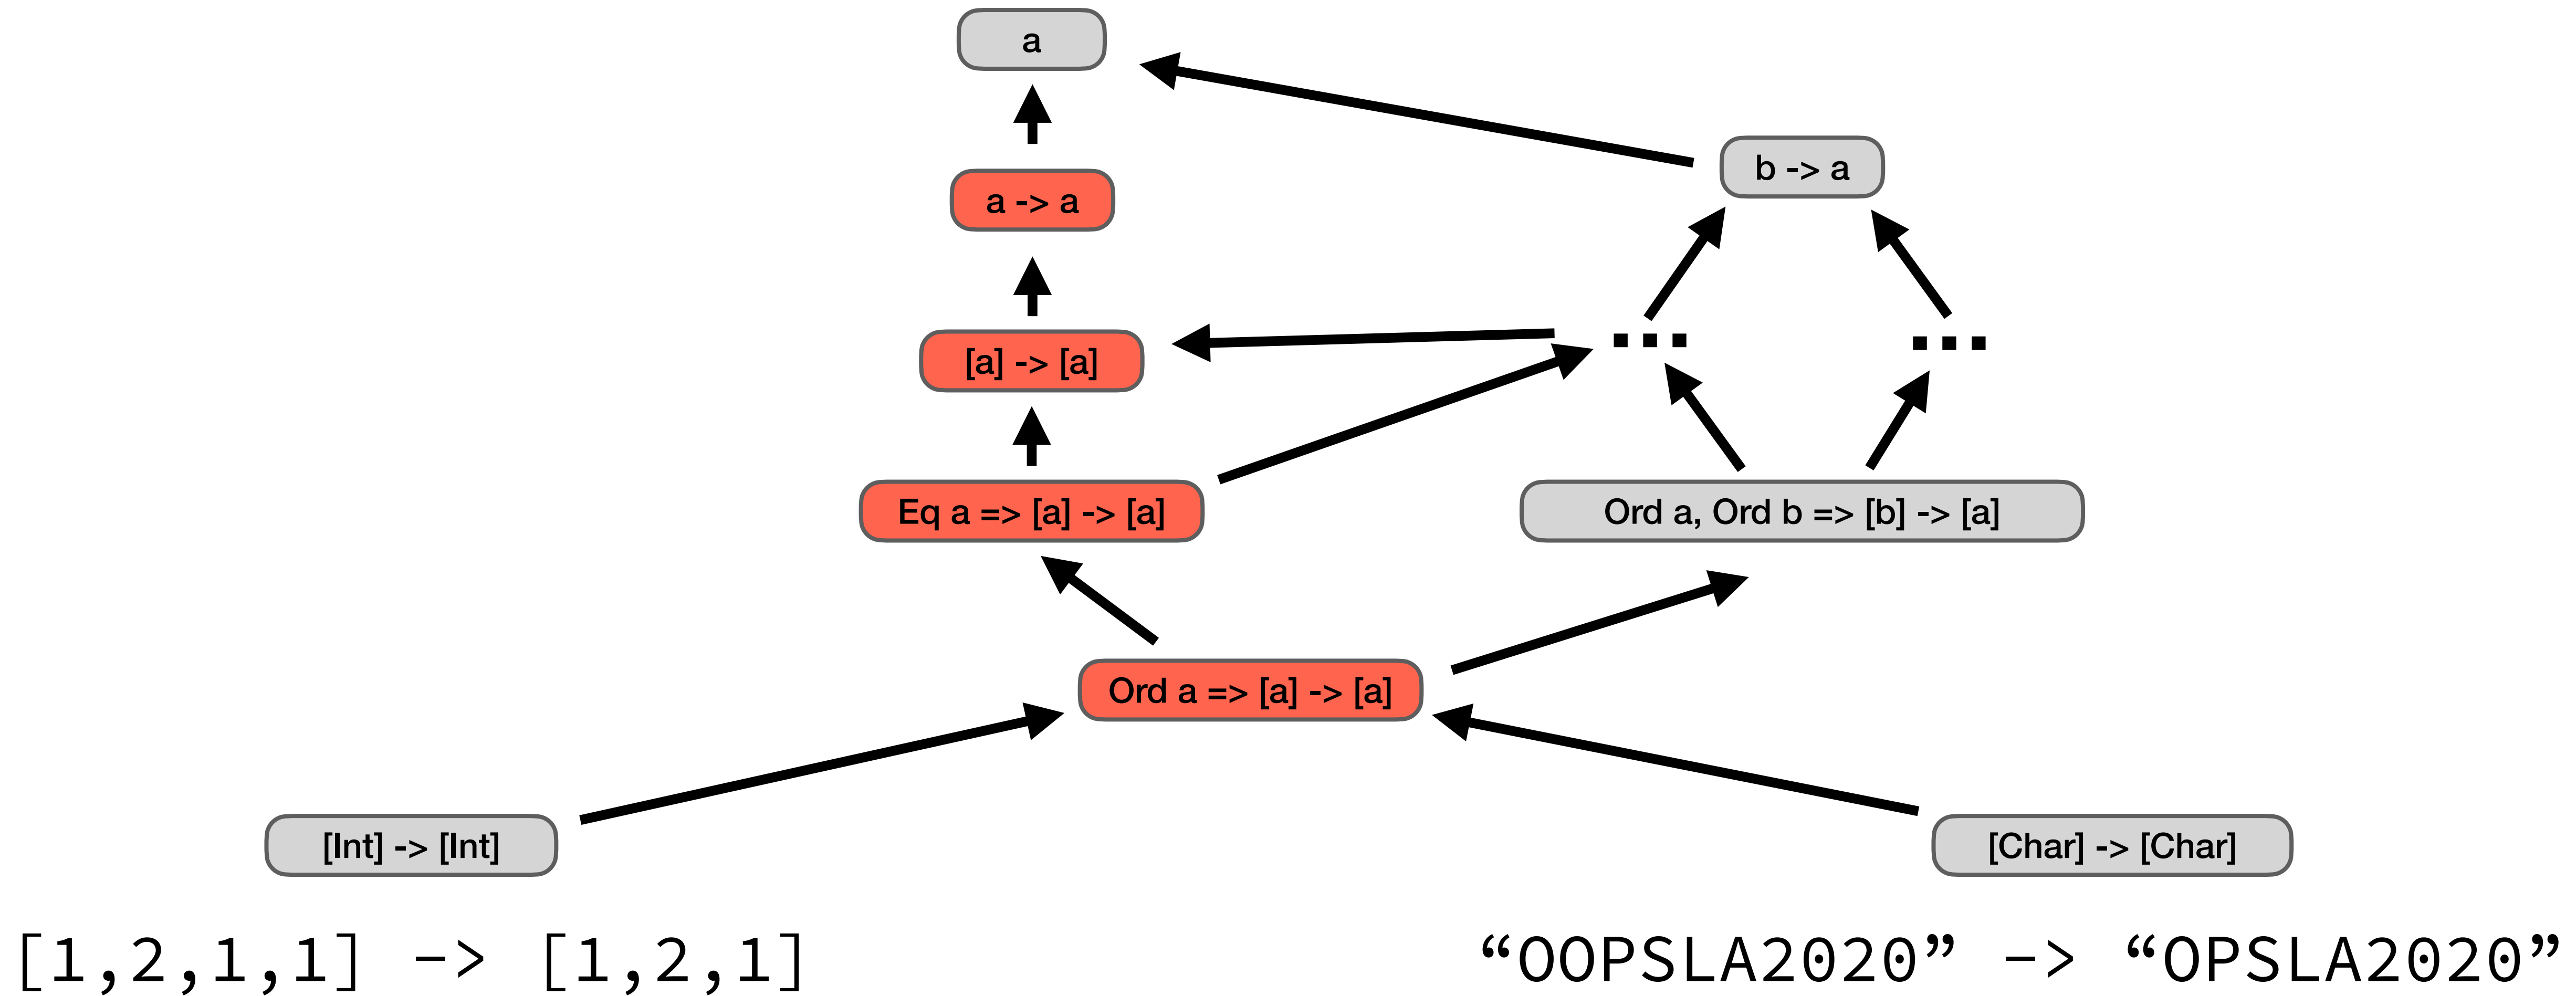 a
b -> a
a -> a
[a] -> [a]
...
...
Eq a => [a] -> [a]
Ord a, Ord b => [b] -> [a]
Ord a => [a] -> [a]
[Int] -> [Int]
[Char] -> [Char]
[1,2,1,1] -> [1,2,1]
“OOPSLA2020” -> “OPSLA2020”